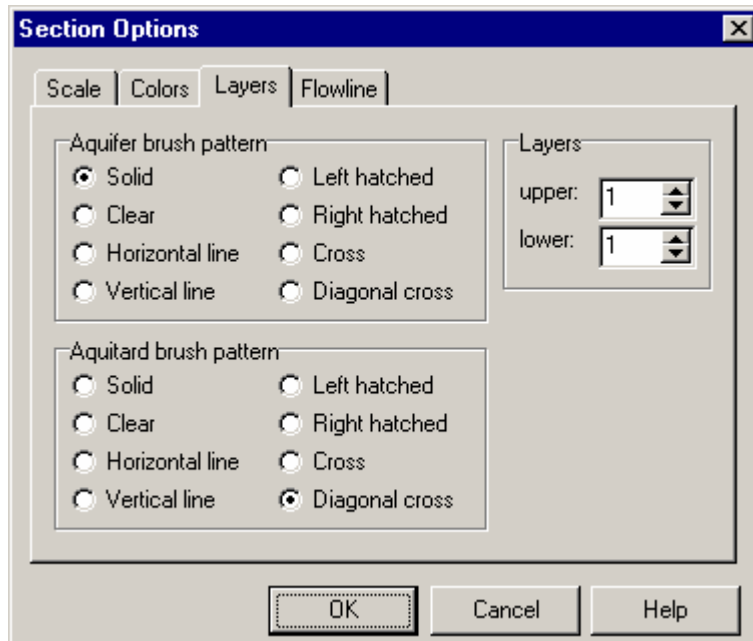 Section Options
Scale
Colors
Layers
Flowline
Aquifer brush pattern
Solid
Clear
Horizontal line
Vertical line
Left hatched
Right hatched
Cross
Diagonal cross
Layers
upper: 1
lower: 1
Aquitard brush pattern
Solid
Clear
Horizontal line
Vertical line
Left hatched
Right hatched
Cross
Diagonal cross
OK
Cancel
Help